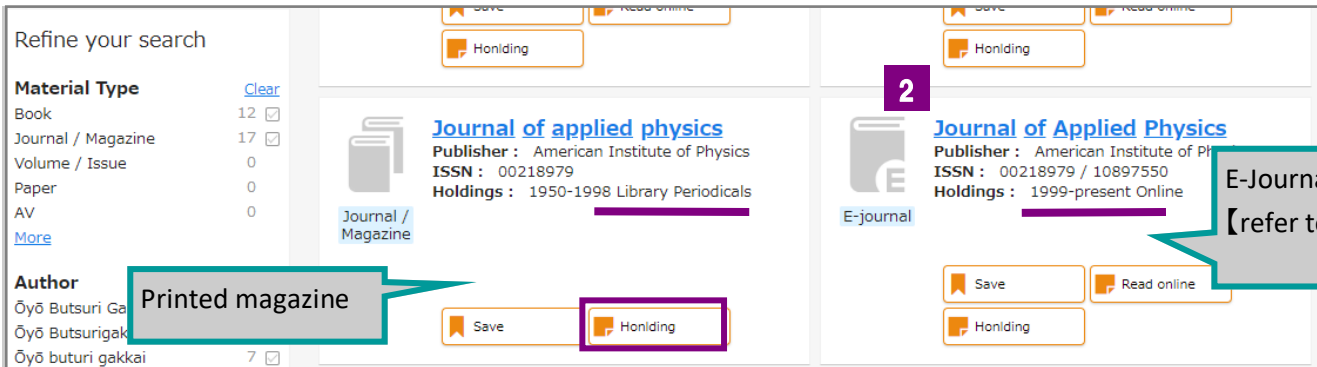 Save
Read online
Save
Read online
Refine your search
Honlding
Honlding
Material Type Clear
Book 12
Journal / Magazine 17
Volume / Issue 0
Paper 0
AV 0
More
Author
Ōyō Butsuri Ga
Ōyō Butsurigak
Ōyō buturi gakkai 7
Journal of applied physics
Publisher : American Institute of Physics
ISSN : 00218979
Holdings : 1950-1998 Library Periodicals
Journal /
Magazine
Printed magazine
Save
Honlding
2
Journal of Applied Physics
Publisher : American Institute of Ph
ISSN : 00218979 / 10897550
Holdings : 1999-present Online
E-journal
E-Journa
【refer t
Save
Read online
Honlding